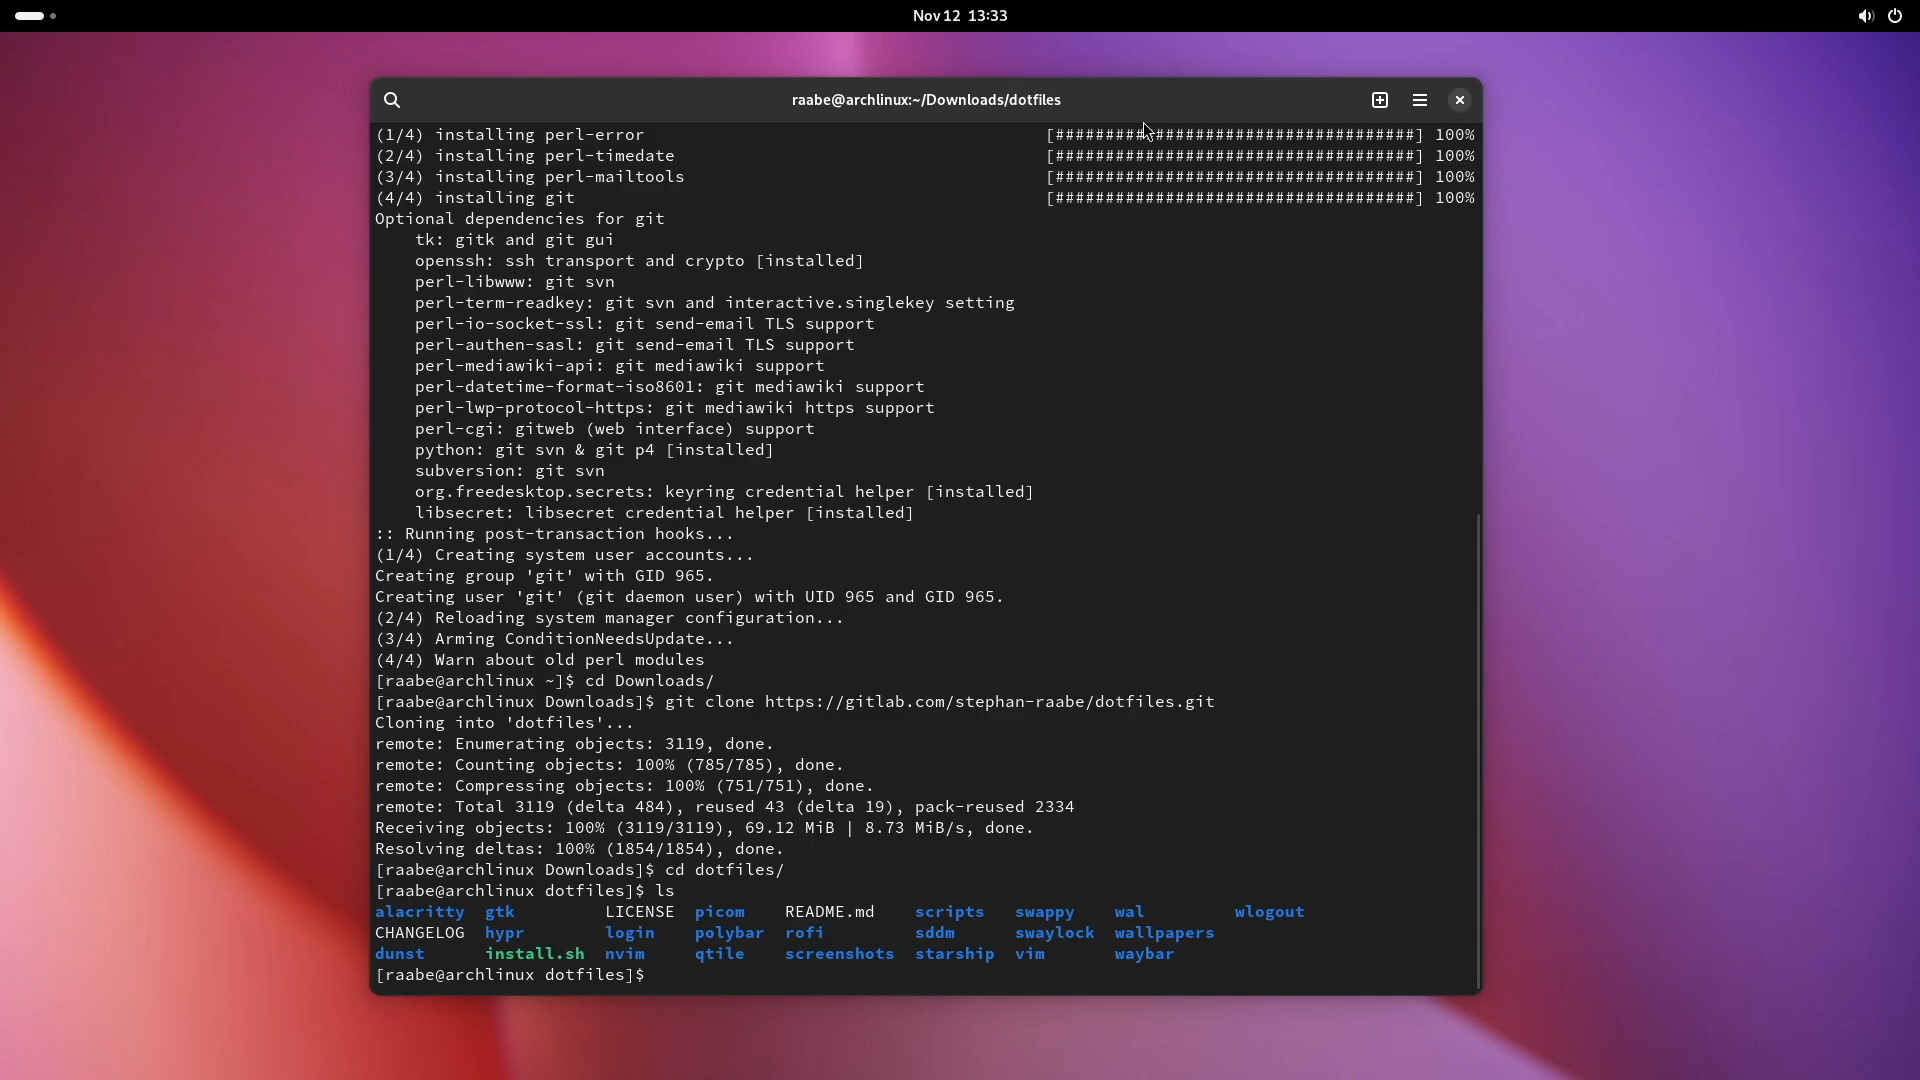 Nov 12 13:33
raabe@archlinux:~/Downloads/dotfiles
(1/4) installing perl-error [####################################] 100%
(2/4) installing perl-timedate [####################################] 100%
(3/4) installing perl-mailtools [####################################] 100%
(4/4) installing git [####################################] 100%
Optional dependencies for git
    tk: gitk and git gui
    openssh: ssh transport and crypto [installed]
    perl-libwww: git svn
    perl-term-readkey: git svn and interactive.singlekey setting
    perl-io-socket-ssl: git send-email TLS support
    perl-authen-sasl: git send-email TLS support
    perl-mediawiki-api: git mediawiki support
    perl-datetime-format-iso8601: git mediawiki support
    perl-lwp-protocol-https: git mediawiki https support
    perl-cgi: gitweb (web interface) support
    python: git svn & git p4 [installed]
    subversion: git svn
    org.freedesktop.secrets: keyring credential helper [installed]
    libsecret: libsecret credential helper [installed]
:: Running post-transaction hooks...
(1/4) Creating system user accounts...
Creating group 'git' with GID 965.
Creating user 'git' (git daemon user) with UID 965 and GID 965.
(2/4) Reloading system manager configuration...
(3/4) Arming ConditionNeedsUpdate...
(4/4) Warn about old perl modules
[raabe@archlinux ~]$ cd Downloads/
[raabe@archlinux Downloads]$ git clone https://gitlab.com/stephan-raabe/dotfiles.git
Cloning into 'dotfiles'...
remote: Enumerating objects: 3119, done.
remote: Counting objects: 100% (785/785), done.
remote: Compressing objects: 100% (751/751), done.
remote: Total 3119 (delta 484), reused 43 (delta 19), pack-reused 2334
Receiving objects: 100% (3119/3119), 69.12 MiB | 8.73 MiB/s, done.
Resolving deltas: 100% (1854/1854), done.
[raabe@archlinux Downloads]$ cd dotfiles/
[raabe@archlinux dotfiles]$ ls
alacritty gtk LICENSE picom README.md scripts swappy wal wlogout
CHANGELOG hypr login polybar rofi sddm swaylock wallpapers
dunst install.sh nvim qtile screenshots starship vim waybar
[raabe@archlinux dotfiles]$